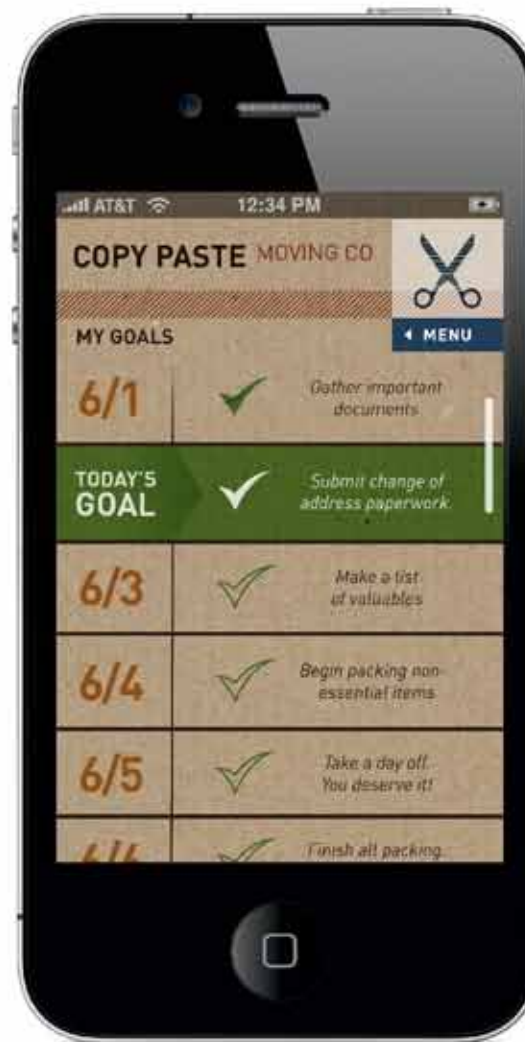 AT&T 12:34 PM
COPY PASTE MOVING CO
MENU
MY GOALS
6/1
Gather important
documents
TODAY'S
GOAL
Submit change of
address paperwork.
6/3
Make a list
of valuables
6/4
Begin packing non-
essential items
6/5
Take a day off.
You deserve it!
6/6
Finish all packing.